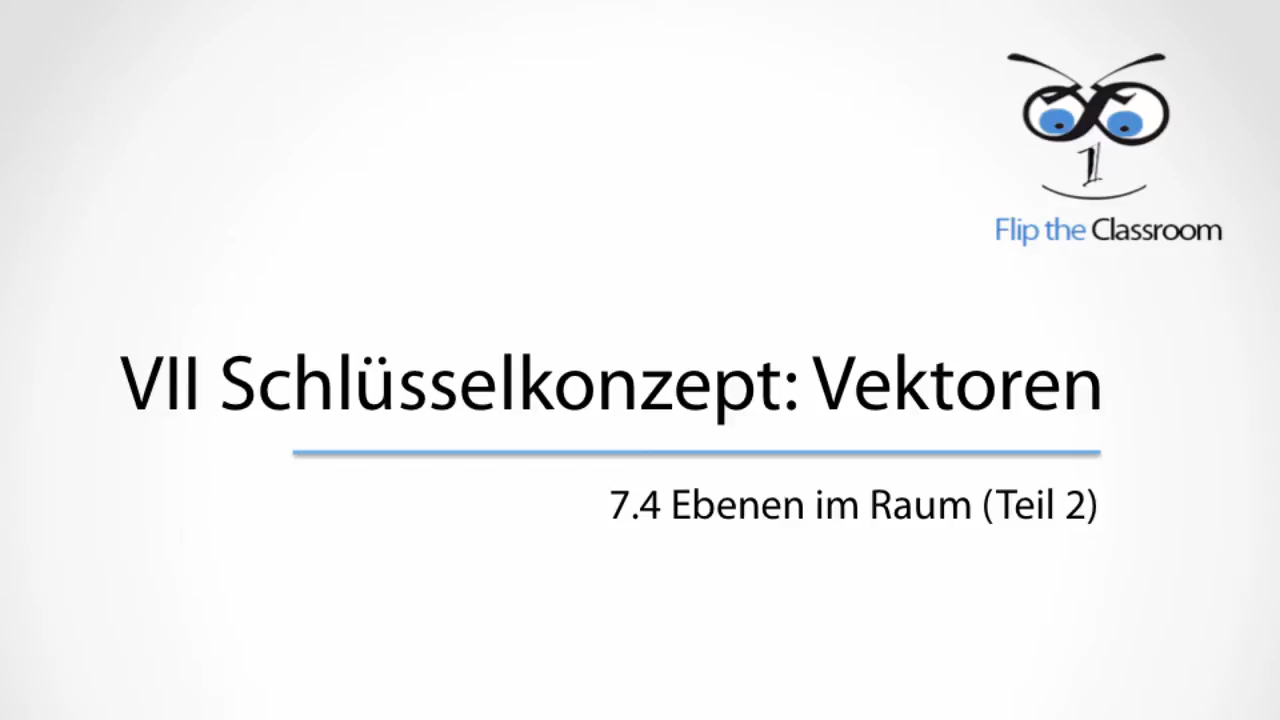 Flip the Classroom
VII Schlüsselkonzept: Vektoren
7.4 Ebenen im Raum (Teil 2)